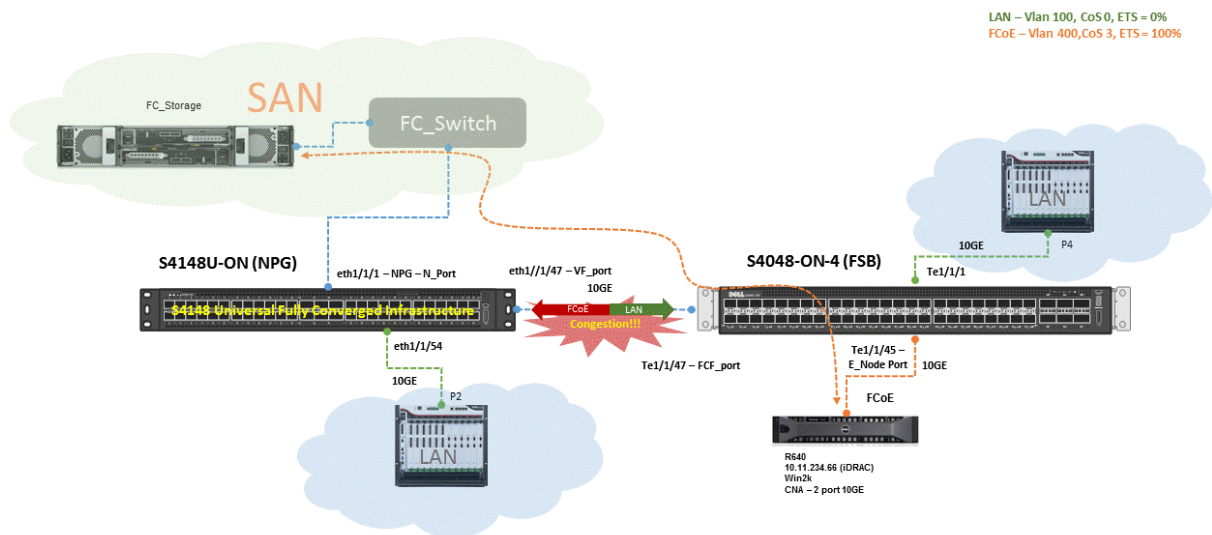 LAN – Vlan 100, CoS 0, ETS = 0%
FCoE – Vlan 400,CoS 3, ETS = 100%
SAN
FC_Storage
FC_Switch
LAN
10GE
P4
S4148U-ON (NPG)
eth1/1/1 – NPG – N_Port
eth1//1/47 – VF_port
10GE
S4048-ON-4 (FSB)
Te1/1/1
S4148 Universal Fully Converged Infrastructure
FCoE
LAN
Congestion!!!
DELL
eth1/1/54
Te1/1/47 – FCF_port
Te1/1/45 –
E_Node Port
10GE
10GE
P2
FCoE
LAN
R640
10.11.234.66 (iDRAC)
Win2k
CNA – 2 port 10GE